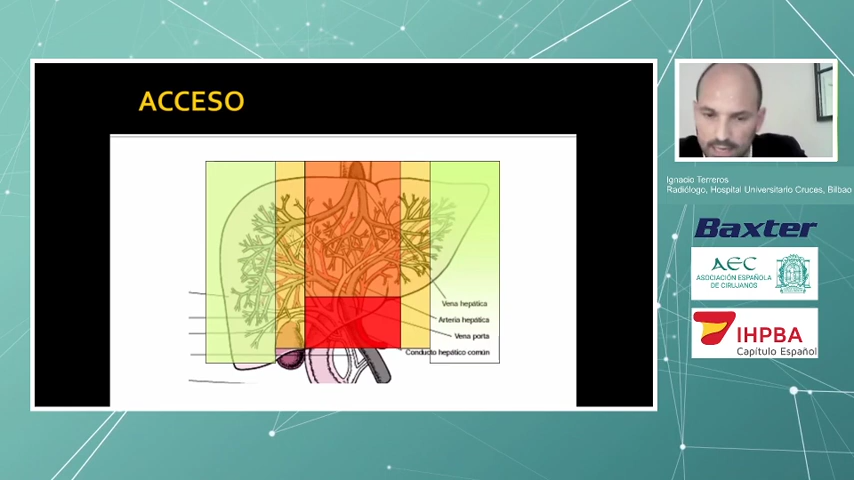 ACCESO
Vena hepática
Arteria hepática
Vena porta
Conducto hepático común
Ignacio Terreros
Radiólogo, Hospital Universitario Cruces, Bilbao
Baxter
AEC
ASOCIACIÓN ESPAÑOLA
DE CIRUJANOS
IHPBA
Capítulo Español